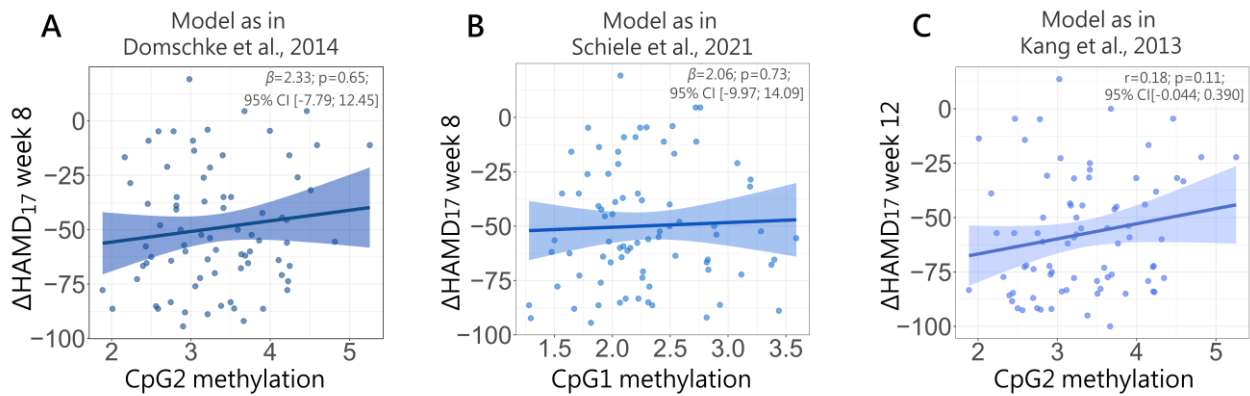 A
Model as in
Domschke et al., 2014
β=2.33; p=0.65;
95% CI [-7.79; 12.45]
ΔHAMD17 week 8
0
−25
−50
−75
−100
2
3
4
5
CpG2 methylation
B
Model as in
Schiele et al., 2021
β=2.06; p=0.73;
95% CI [-9.97; 14.09]
ΔHAMD17 week 8
0
−25
−50
−75
−100
1.5
2.0
2.5
3.0
3.5
CpG1 methylation
C
Model as in
Kang et al., 2013
r=0.18; p=0.11;
95% CI[-0.044; 0.390]
ΔHAMD17 week 12
0
−25
−50
−75
−100
2
3
4
5
CpG2 methylation